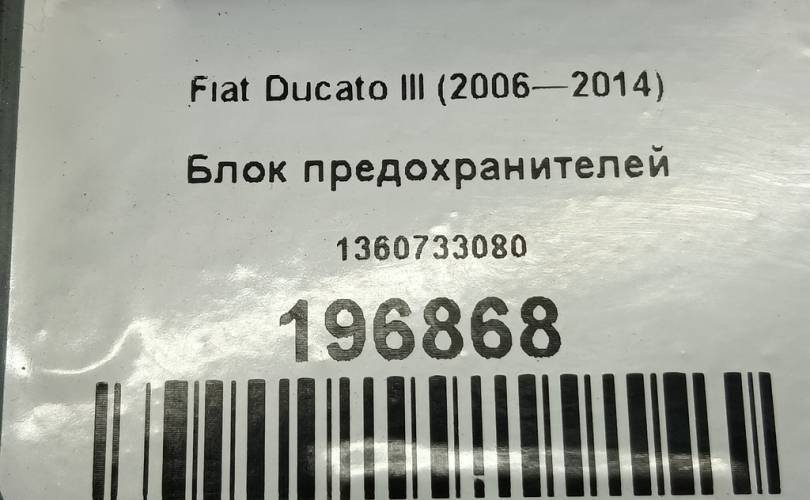 Fiat Ducato III (2006—2014)
Блок предохранителей
1360733080
196868